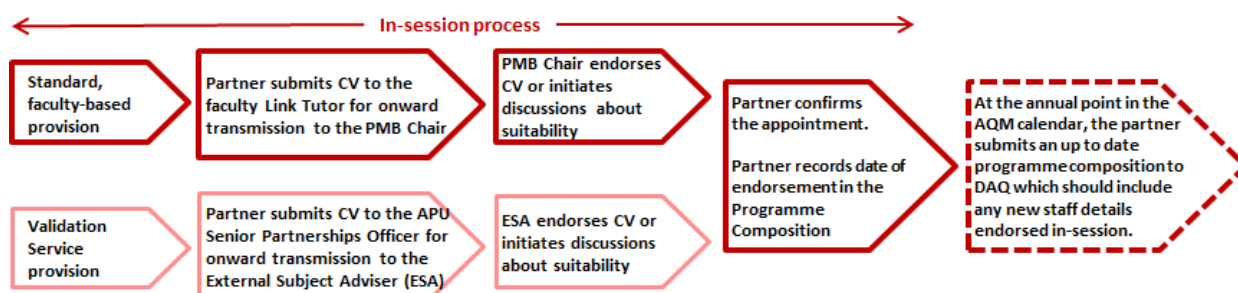 In-session process
Standard,
faculty-based
provision
Partner submits CV to the
faculty Link Tutor for onward
transmission to the PMB Chair
PMB Chair endorses
CV or initiates
discussions about
suitability
Validation
Service
provision
Partner submits CV to the APU
Senior Partnerships Officer for
onward transmission to the
External Subject Adviser (ESA)
ESA endorses CV or
initiates discussions
about suitability
Partner confirms
the appointment.
Partner records date of
endorsement in the
Programme
Composition
At the annual point in the
AQM calendar, the partner
submits an up to date
programme composition to
DAQ which should include
any new staff details
endorsed in-session.